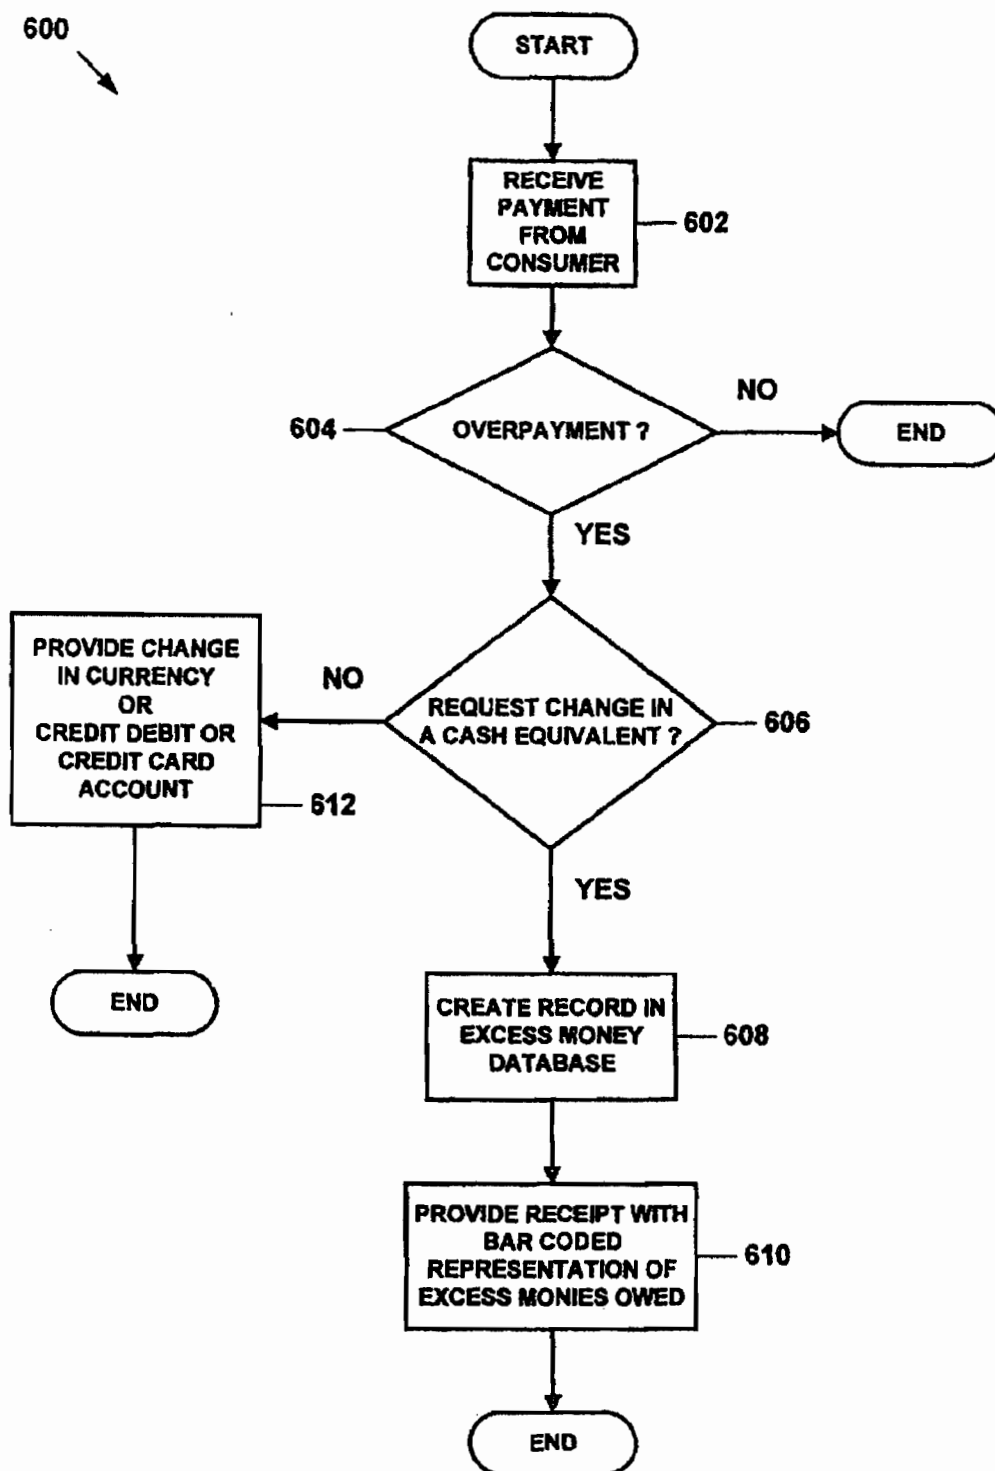 600
START
RECEIVE
PAYMENT
FROM
CONSUMER
602
604
OVERPAYMENT ?
NO
END
YES
PROVIDE CHANGE
IN CURRENCY
OR
CREDIT DEBIT OR
CREDIT CARD
ACCOUNT
612
NO
REQUEST CHANGE IN
A CASH EQUIVALENT ?
606
YES
END
CREATE RECORD IN
EXCESS MONEY
DATABASE
608
PROVIDE RECEIPT WITH
BAR CODED
REPRESENTATION OF
EXCESS MONIES OWED
610
END